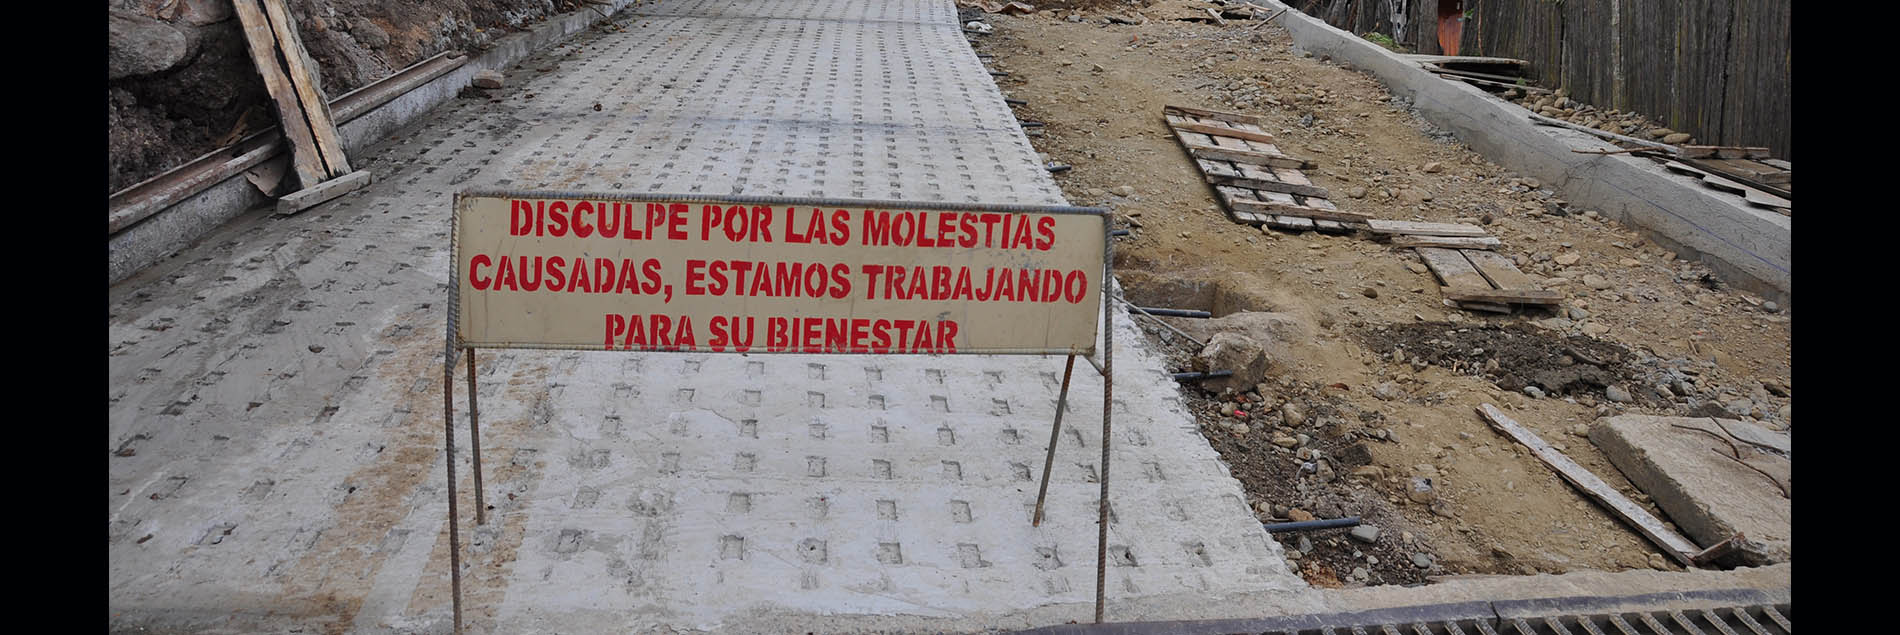 DISCULPE POR LAS MOLESTIAS
CAUSADAS, ESTAMOS TRABAJANDO
PARA SU BIENESTAR